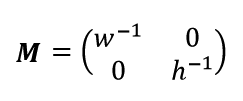 M = (w⁻¹ 0
0 h⁻¹)